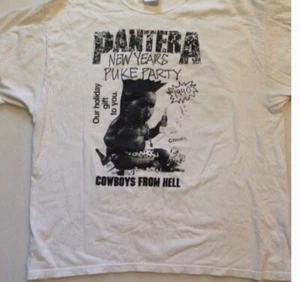 PANTERA
NEW YEARS
PUKE PARTY
Our holiday
gift
to you.
COWBOYS FROM HELL